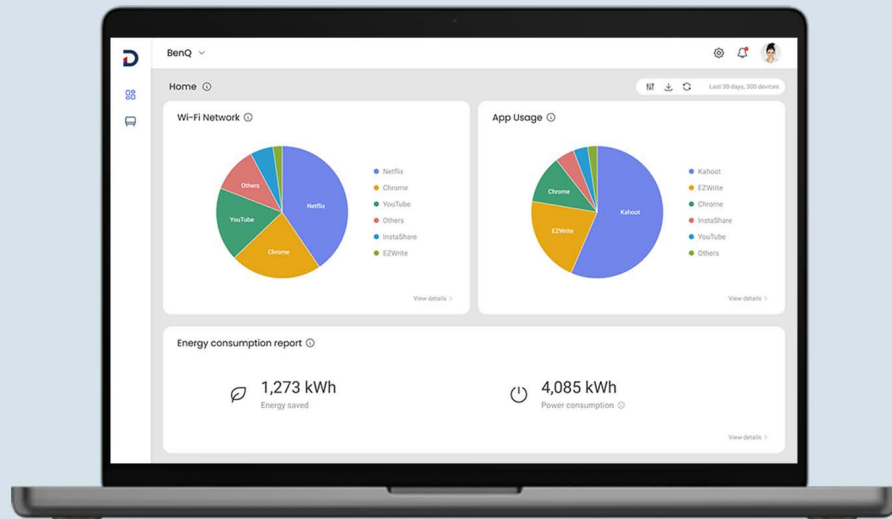 BenQ
Home
Last 30 days, 300 devices
Wi-Fi Network
Others
Netflix
YouTube
Chrome
Netflix
Chrome
YouTube
Others
InstaShare
EZWrite
View details >
App Usage
Chrome
Kahoot
EZWrite
Kahoot
EZWrite
Chrome
InstaShare
YouTube
Others
View details >
Energy consumption report
1,273 kWh
Energy saved
4,085 kWh
Power consumption
View details >